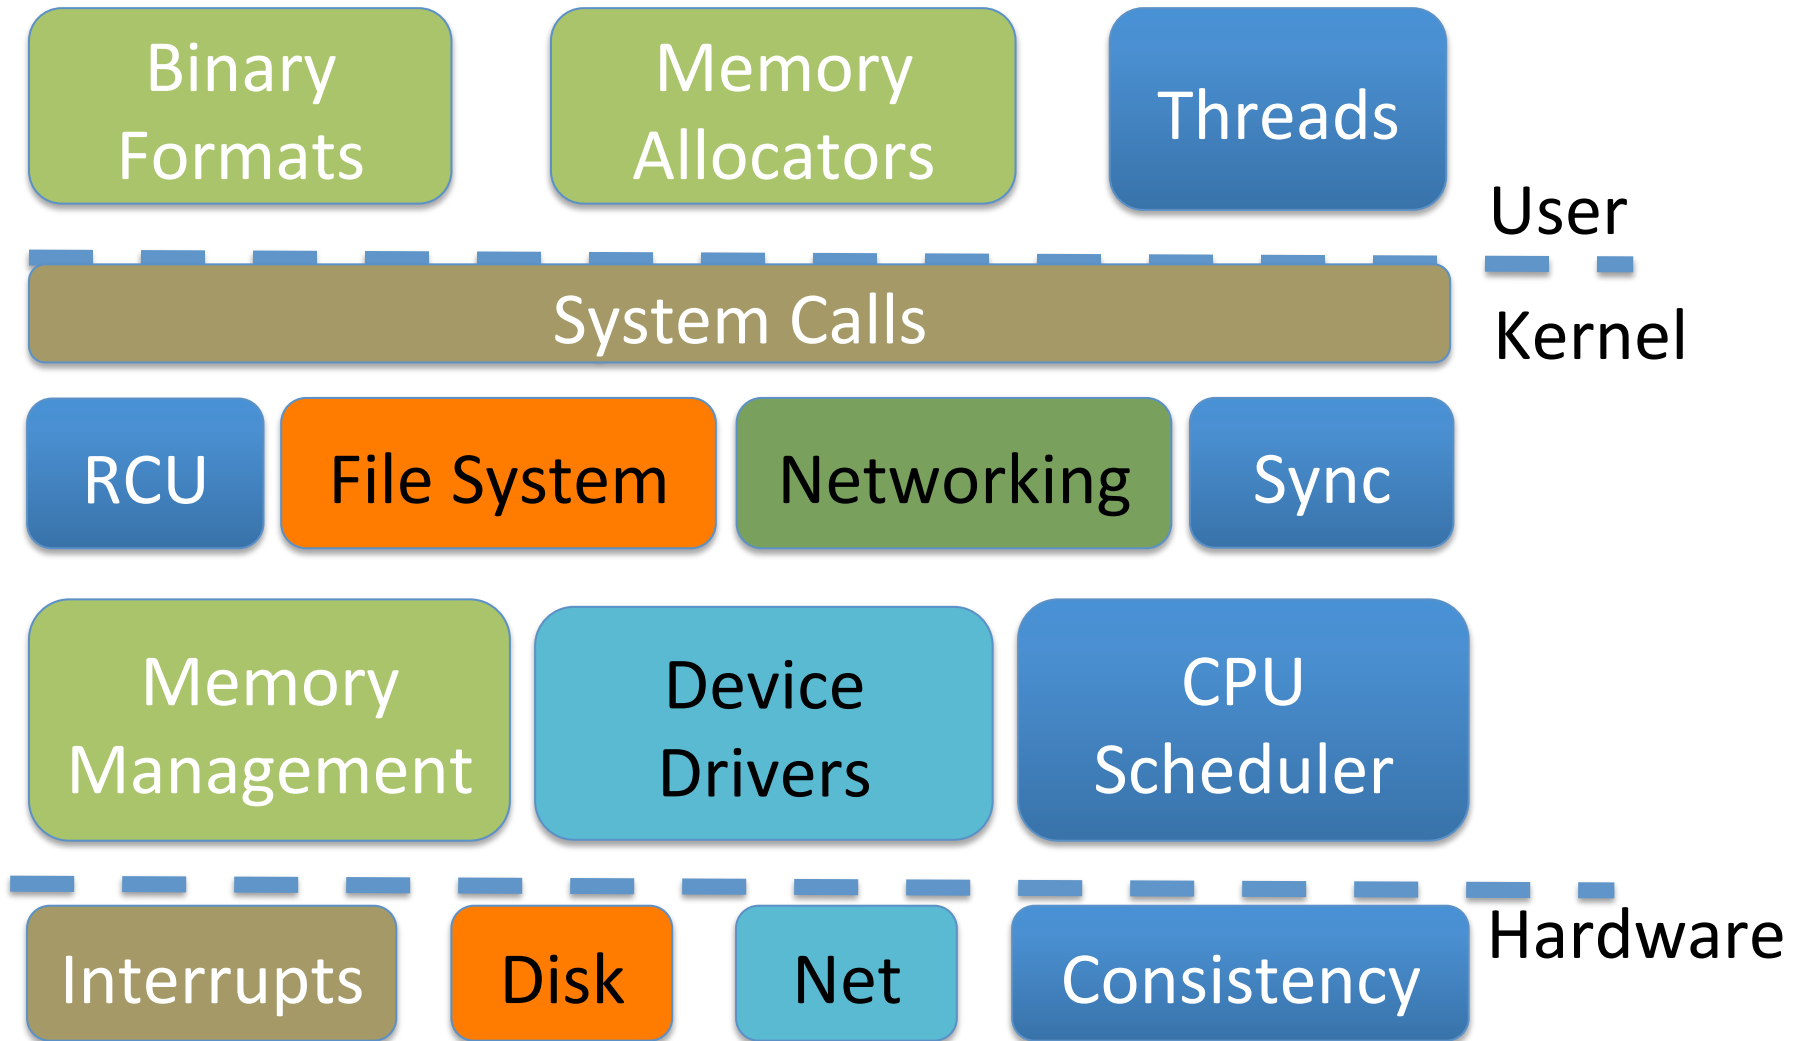 Binary
Formats
Memory
Allocators
Threads
User
System Calls
Kernel
RCU
File System
Networking
Sync
Memory
Management
Device
Drivers
CPU
Scheduler
Hardware
Interrupts
Disk
Net
Consistency